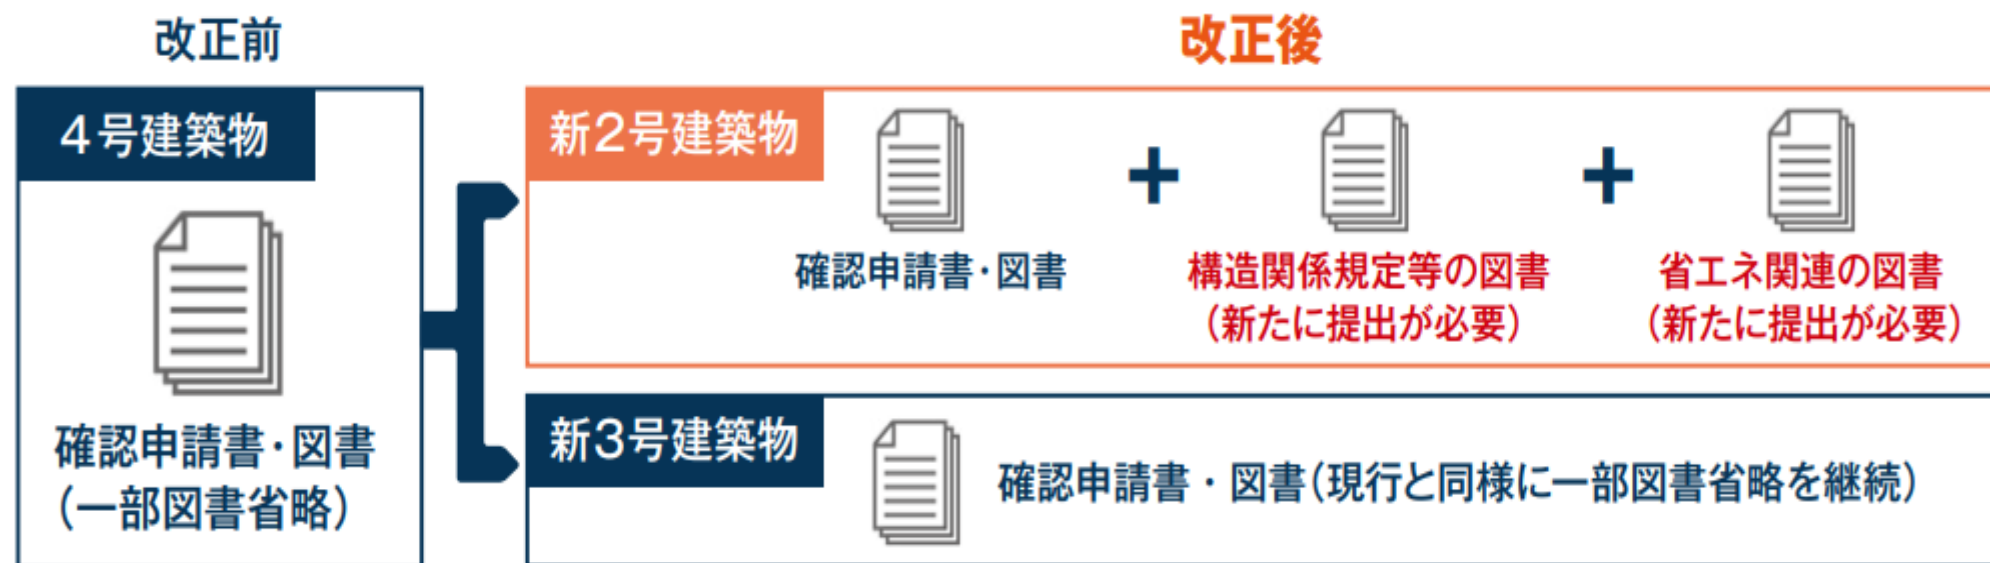 改正前
4号建築物
確認申請書・図書
（一部図書省略）
改正後
新2号建築物
+
+
確認申請書・図書
構造関係規定等の図書
（新たに提出が必要）
省エネ関連の図書
（新たに提出が必要）
新3号建築物
確認申請書・図書（現行と同様に一部図書省略を継続）